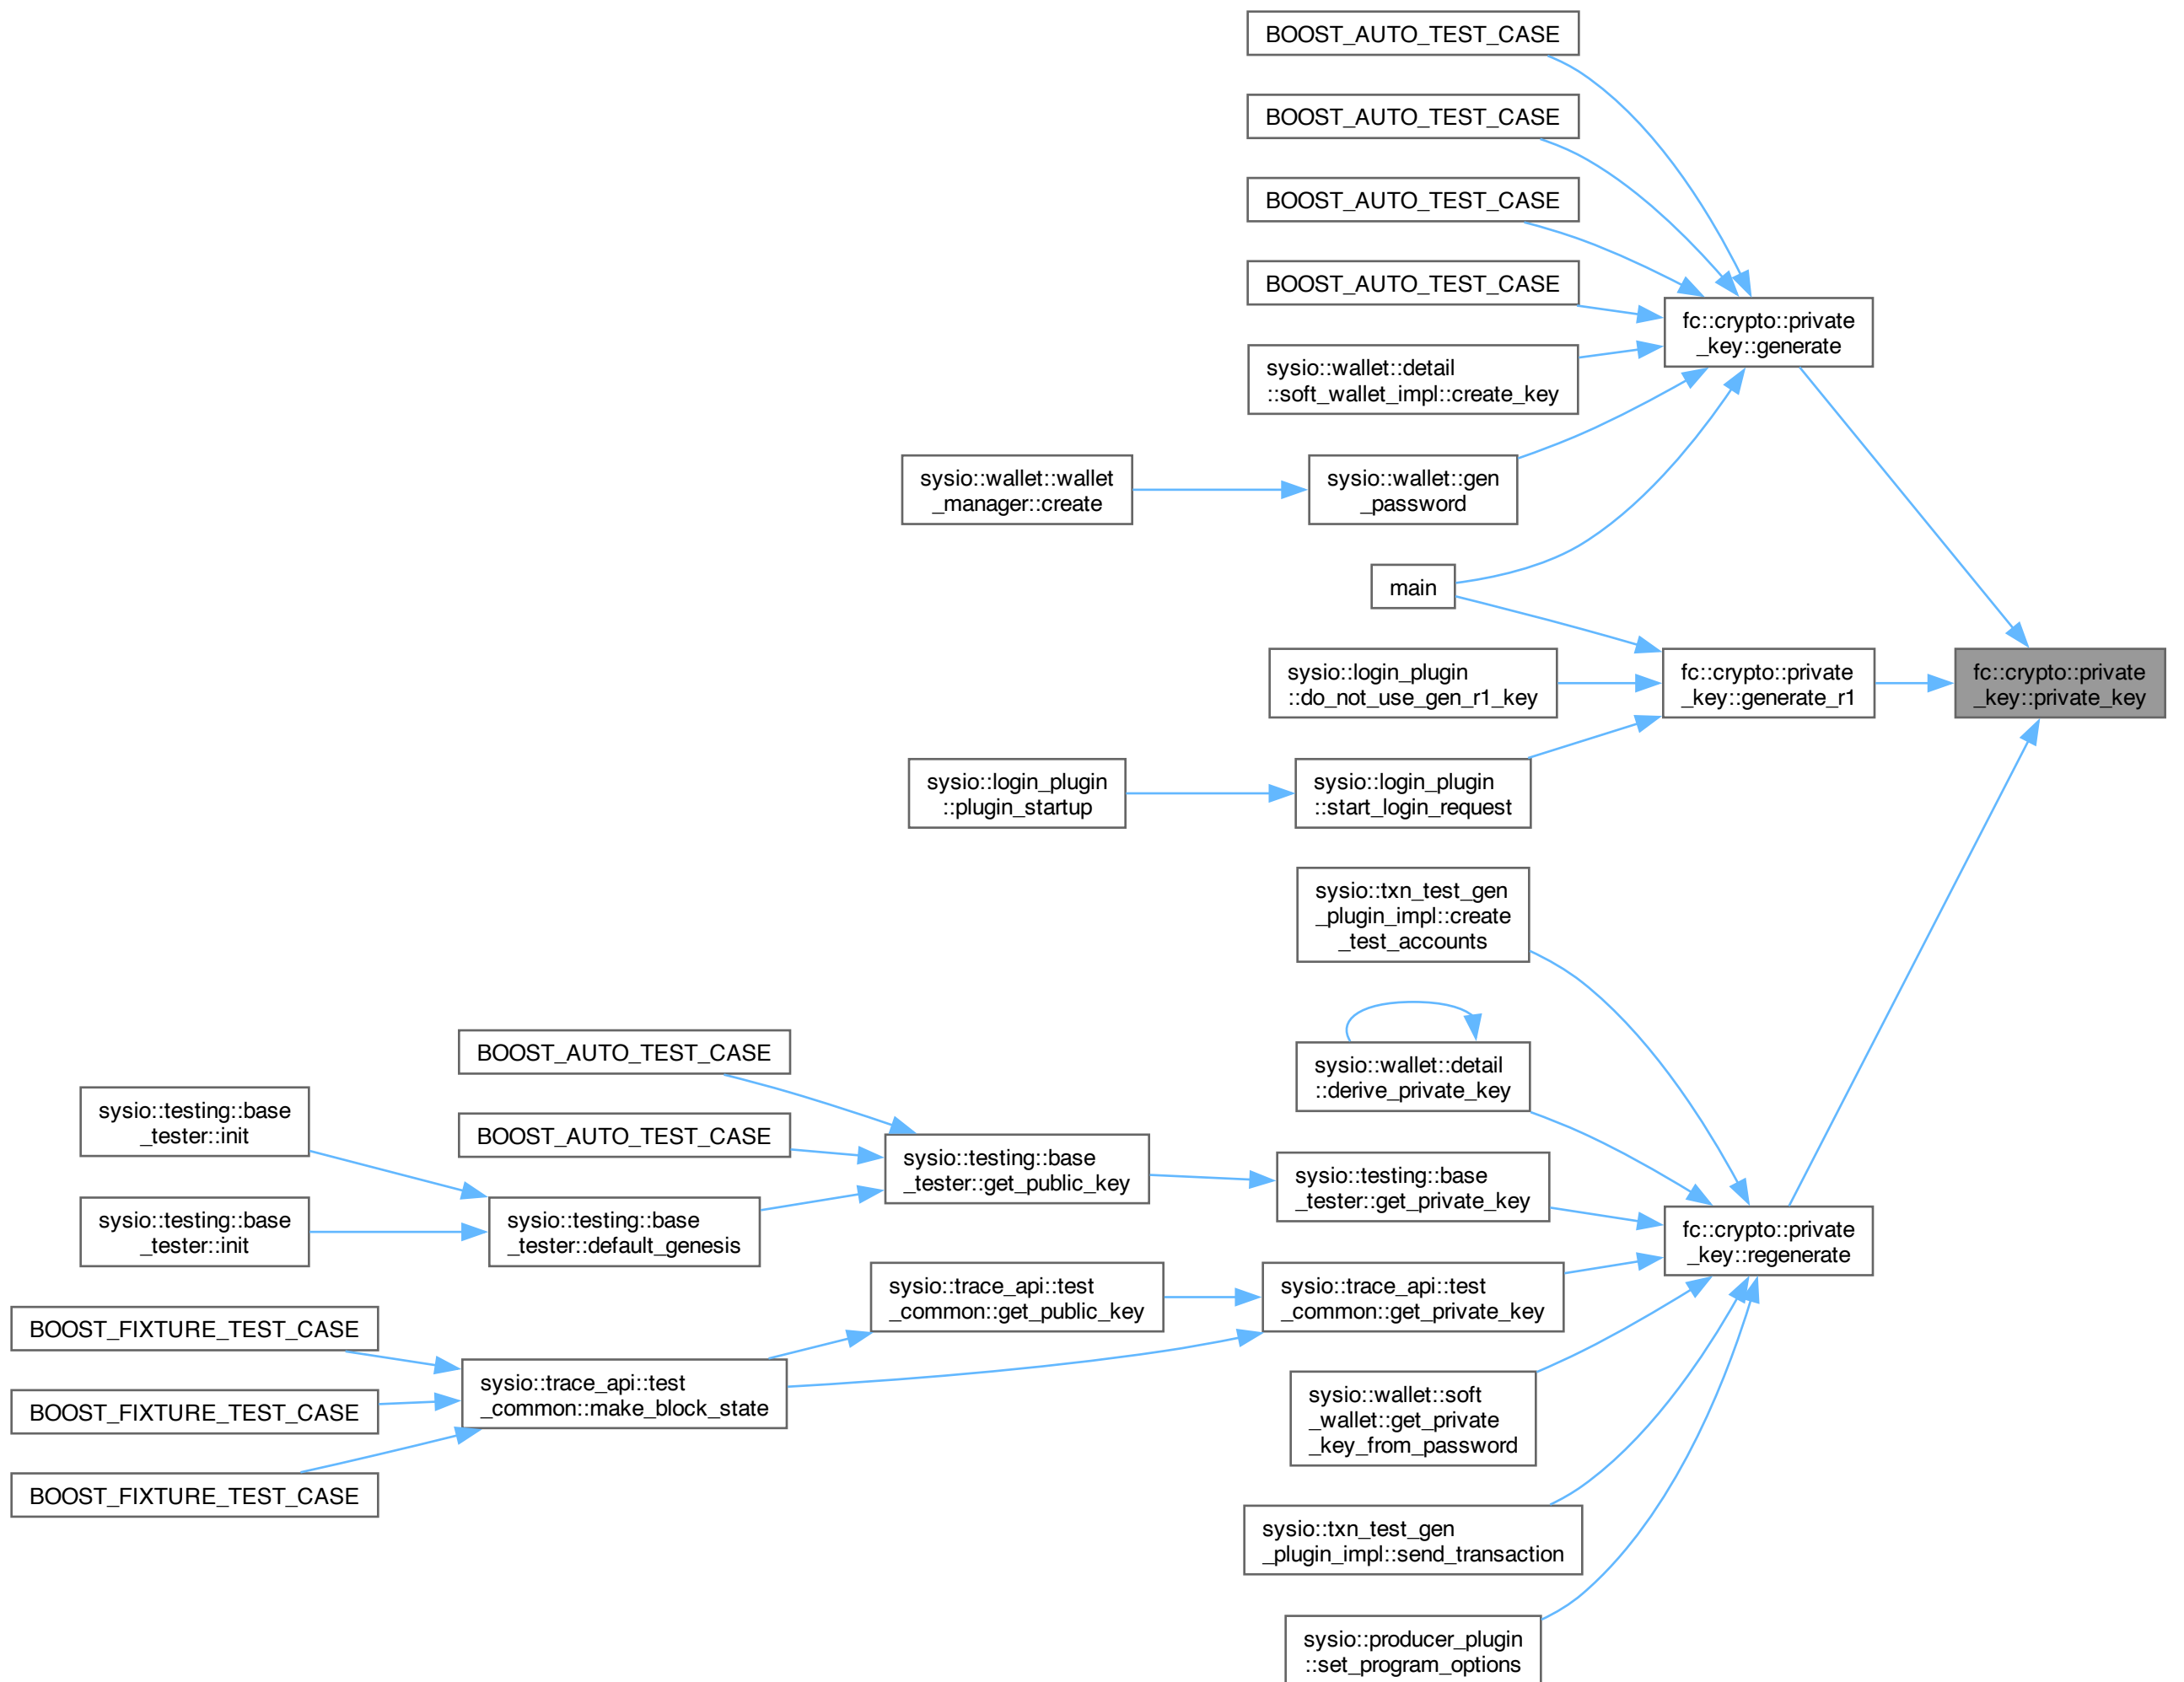 BOOST_AUTO_TEST_CASE
BOOST_AUTO_TEST_CASE
BOOST_AUTO_TEST_CASE
BOOST_AUTO_TEST_CASE
fc::crypto::private
_key::generate
sysio::wallet::detail
::soft_wallet_impl::create_key
sysio::wallet::wallet
_manager::create
sysio::wallet::gen
_password
main
sysio::login_plugin
::do_not_use_gen_r1_key
fc::crypto::private
_key::generate_r1
fc::crypto::private
_key::private_key
sysio::login_plugin
::plugin_startup
sysio::login_plugin
::start_login_request
sysio::txn_test_gen
_plugin_impl::create
_test_accounts
BOOST_AUTO_TEST_CASE
sysio::wallet::detail
::derive_private_key
sysio::testing::base
_tester::init
BOOST_AUTO_TEST_CASE
sysio::testing::base
_tester::get_public_key
sysio::testing::base
_tester::get_private_key
sysio::testing::base
_tester::init
sysio::testing::base
_tester::default_genesis
fc::crypto::private
_key::regenerate
sysio::trace_api::test
_common::get_public_key
sysio::trace_api::test
_common::get_private_key
BOOST_FIXTURE_TEST_CASE
sysio::trace_api::test
_common::make_block_state
BOOST_FIXTURE_TEST_CASE
sysio::wallet::soft
_wallet::get_private
_key_from_password
BOOST_FIXTURE_TEST_CASE
sysio::txn_test_gen
_plugin_impl::send_transaction
sysio::producer_plugin
::set_program_options